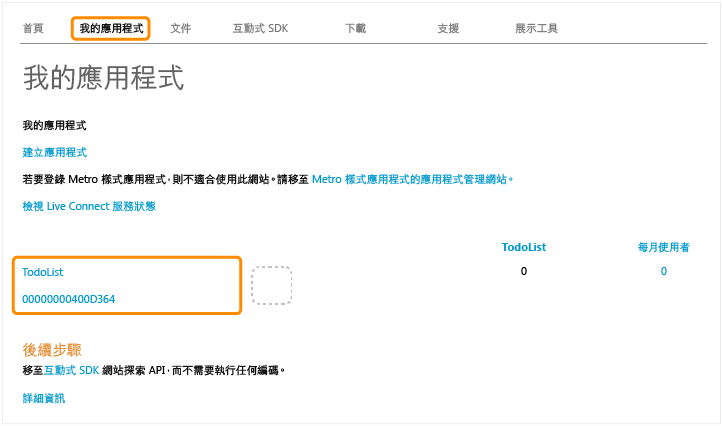 首頁 我的應用程式 文件 互動式 SDK 下載 支援 展示工具
我的應用程式
我的應用程式
建立應用程式
若要登錄 Metro 樣式應用程式，則不適合使用此網站。請移至 Metro 樣式應用程式的應用程式管理網站。
檢視 Live Connect 服務狀態
TodoList 每月使用者
TodoList 0 0
00000000400D364
後續步驟
移至互動式 SDK 網站探索 API，而不需要執行任何編碼。
詳細資訊